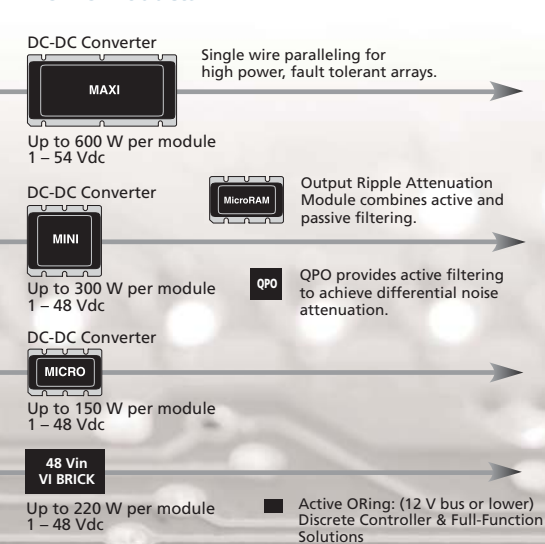 DC-DC Converter
MAXI
Single wire paralleling for
high power, fault tolerant arrays.
Up to 600 W per module
1 – 54 Vdc
DC-DC Converter
MINI
MicroRAM
Output Ripple Attenuation
Module combines active and
passive filtering.
Up to 300 W per module
1 – 48 Vdc
QPO
QPO provides active filtering
to achieve differential noise
attenuation.
DC-DC Converter
MICRO
Up to 150 W per module
1 – 48 Vdc
48 Vin
VI BRICK
Up to 220 W per module
1 – 48 Vdc
Active ORing: (12 V bus or lower)
Discrete Controller & Full-Function
Solutions